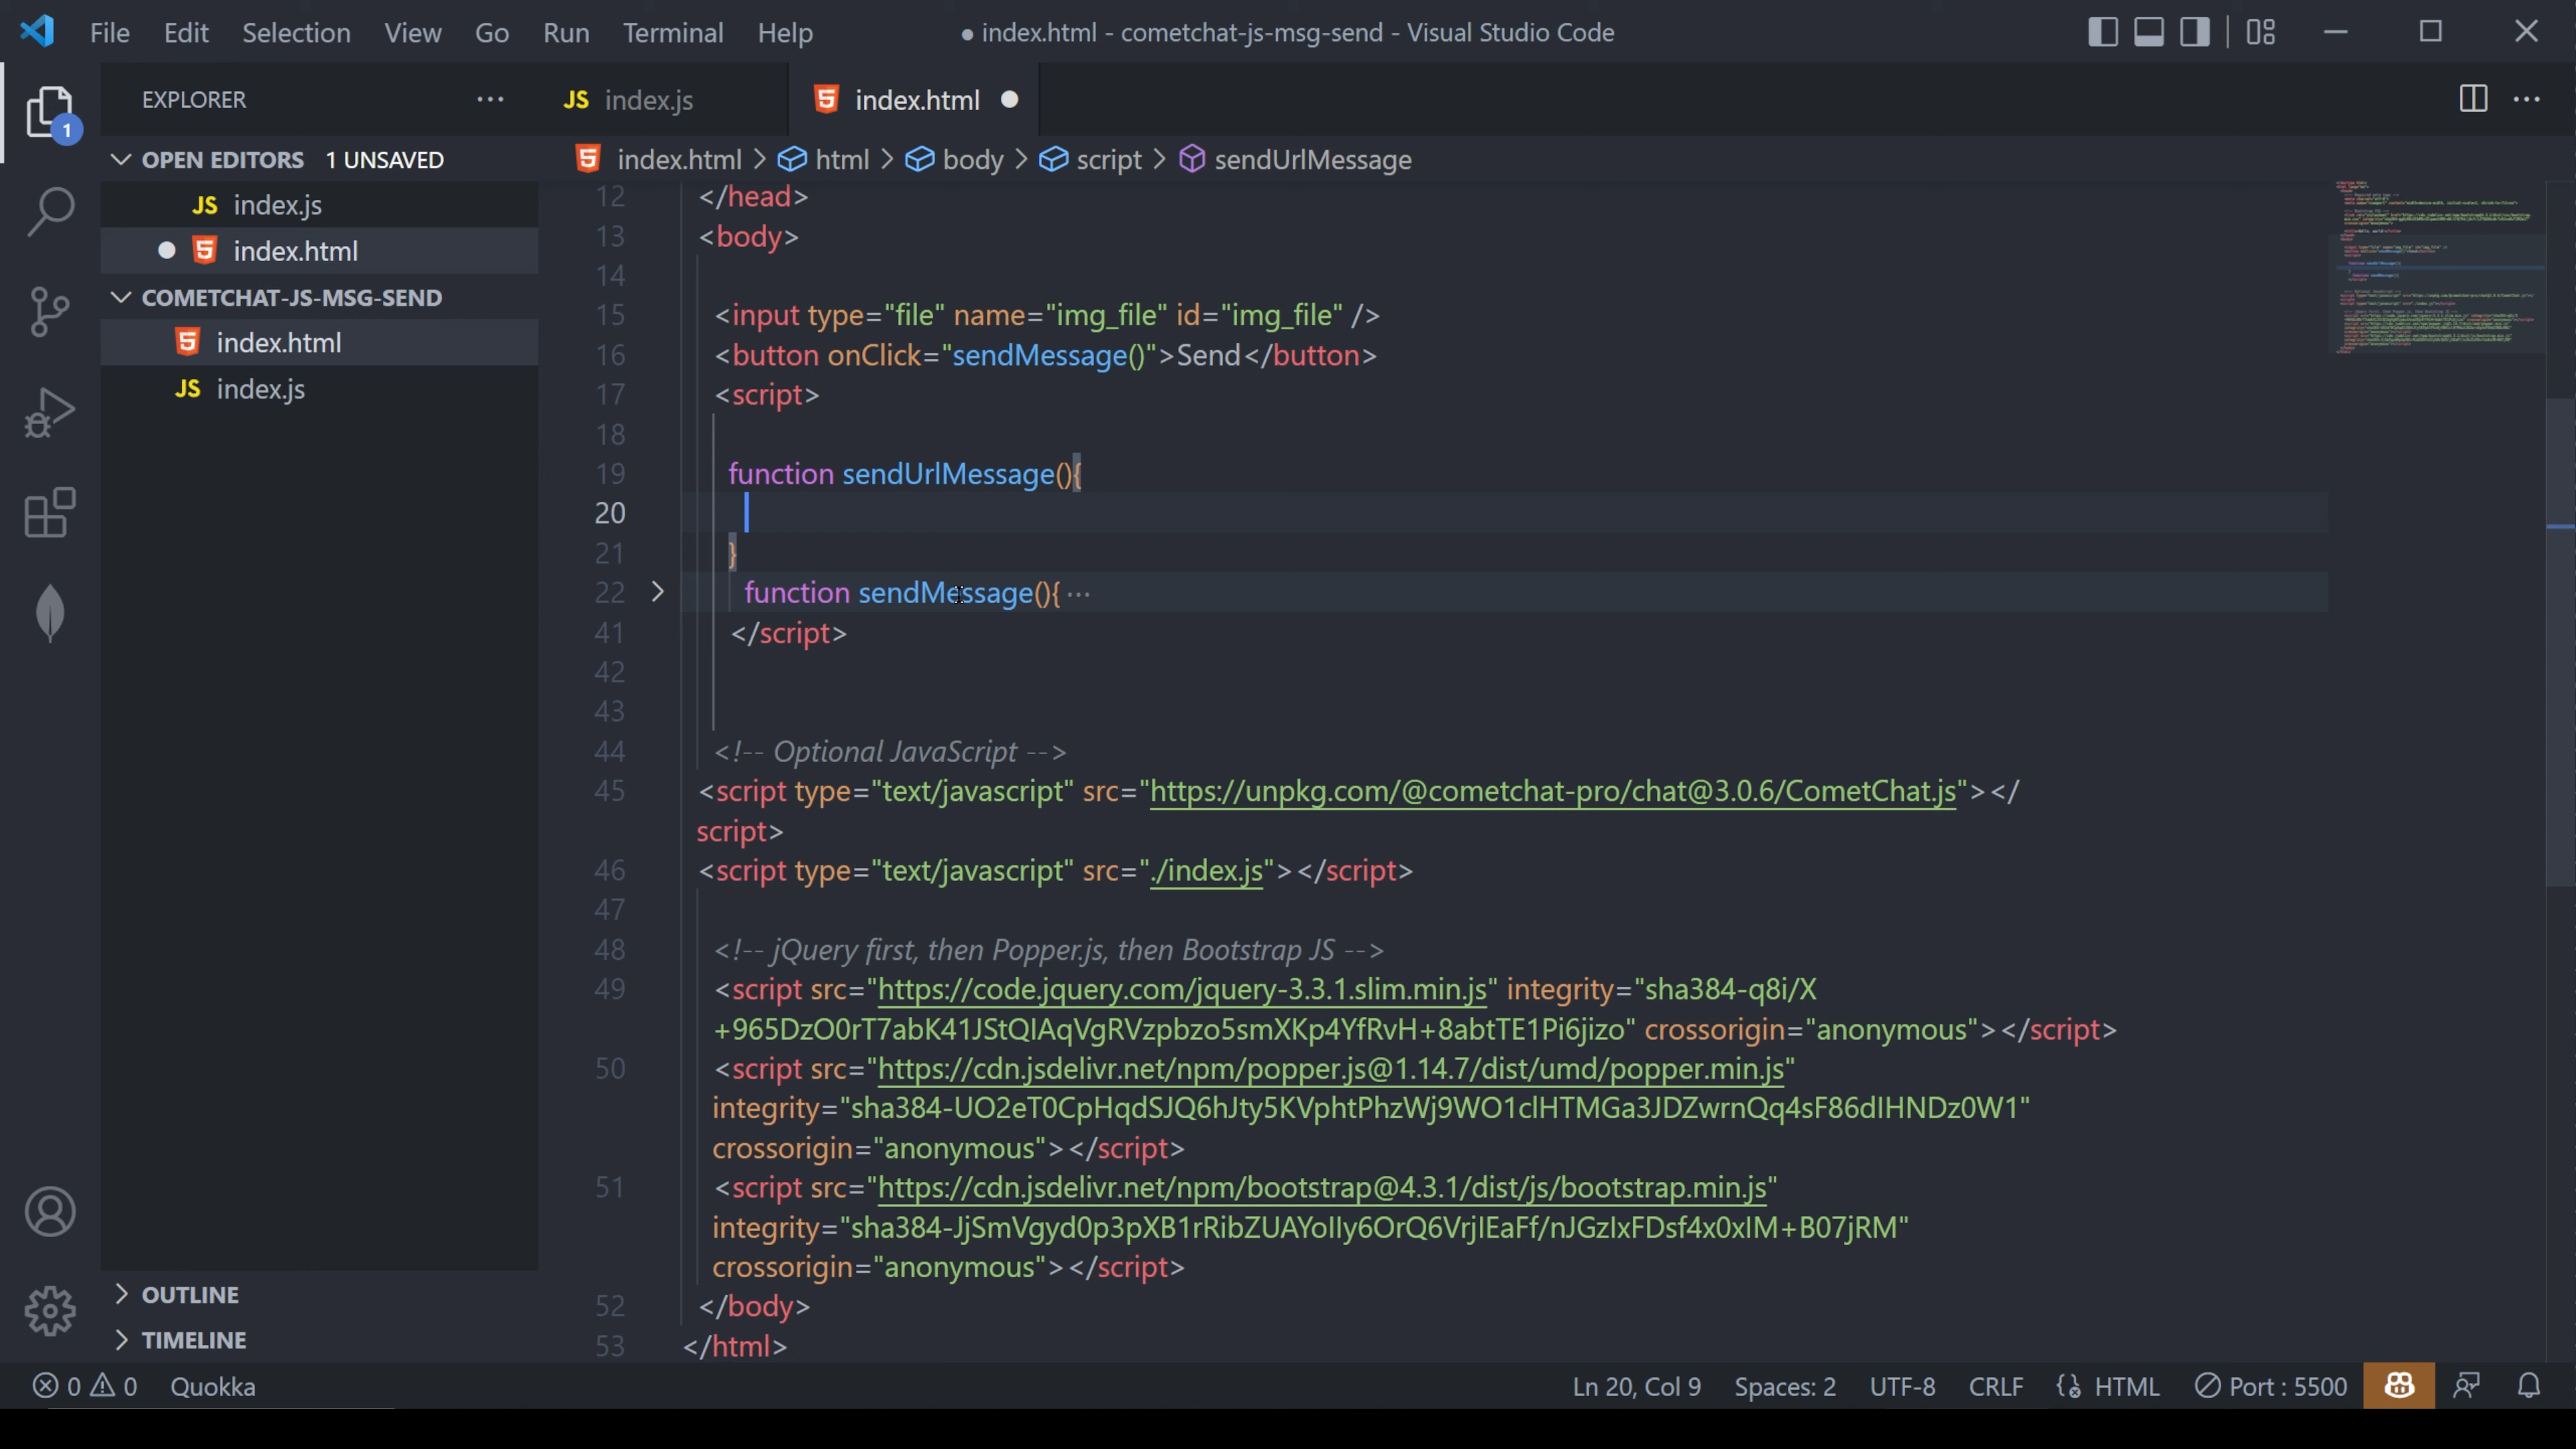 File Edit Selection View Go Run Terminal Help
● index.html - cometchat-js-msg-send - Visual Studio Code
EXPLORER ···
JS index.js
index.html ●
1
OPEN EDITORS 1 UNSAVED
JS index.js
● index.html
COMETCHAT-JS-MSG-SEND
index.html
JS index.js
OUTLINE
TIMELINE
index.html > html > body > script > sendUrlMessage
12 </head>
13 <body>
14
15 <input type="file" name="img_file" id="img_file" />
16 <button onClick="sendMessage()">Send</button>
17 <script>
18
19 function sendUrlMessage(){
20
21 }
22 function sendMessage(){ ···
41 </script>
42
43
44 <!-- Optional JavaScript -->
45 <script type="text/javascript" src="https://unpkg.com/@cometchat-pro/chat@3.0.6/CometChat.js"></
script>
46 <script type="text/javascript" src="./index.js"></script>
47
48 <!-- jQuery first, then Popper.js, then Bootstrap JS -->
49 <script src="https://code.jquery.com/jquery-3.3.1.slim.min.js" integrity="sha384-q8i/X
+965DzO0rT7abK41JStQIAqVgRVzpbzo5smXKp4YfRvH+8abtTE1Pi6jizo" crossorigin="anonymous"></script>
50 <script src="https://cdn.jsdelivr.net/npm/popper.js@1.14.7/dist/umd/popper.min.js"
integrity="sha384-UO2eT0CpHqdSJQ6hJty5KVphtPhzWj9WO1clHTMGa3JDZwrnQq4sF86dIHNDz0W1"
crossorigin="anonymous"></script>
51 <script src="https://cdn.jsdelivr.net/npm/bootstrap@4.3.1/dist/js/bootstrap.min.js"
integrity="sha384-JjSmVgyd0p3pXB1rRibZUAYoIIy6OrQ6VrjIEaFf/nJGzIxFDsf4x0xIM+B07jRM"
crossorigin="anonymous"></script>
52 </body>
53 </html>
0 0 Quokka
Ln 20, Col 9 Spaces: 2 UTF-8 CRLF HTML Port : 5500